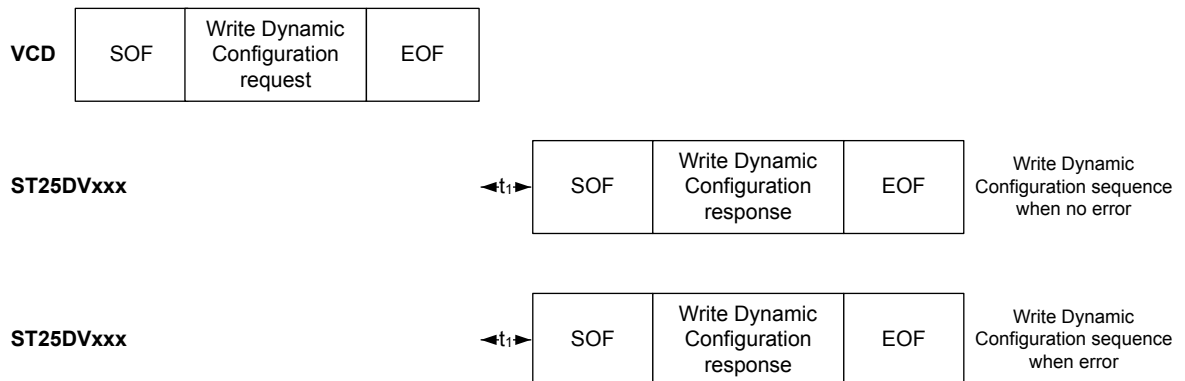 VCD
SOF
Write Dynamic
Configuration
request
EOF
ST25DVxxx
t1
SOF
Write Dynamic
Configuration
response
EOF
Write Dynamic
Configuration sequence
when no error
ST25DVxxx
t1
SOF
Write Dynamic
Configuration
response
EOF
Write Dynamic
Configuration sequence
when error